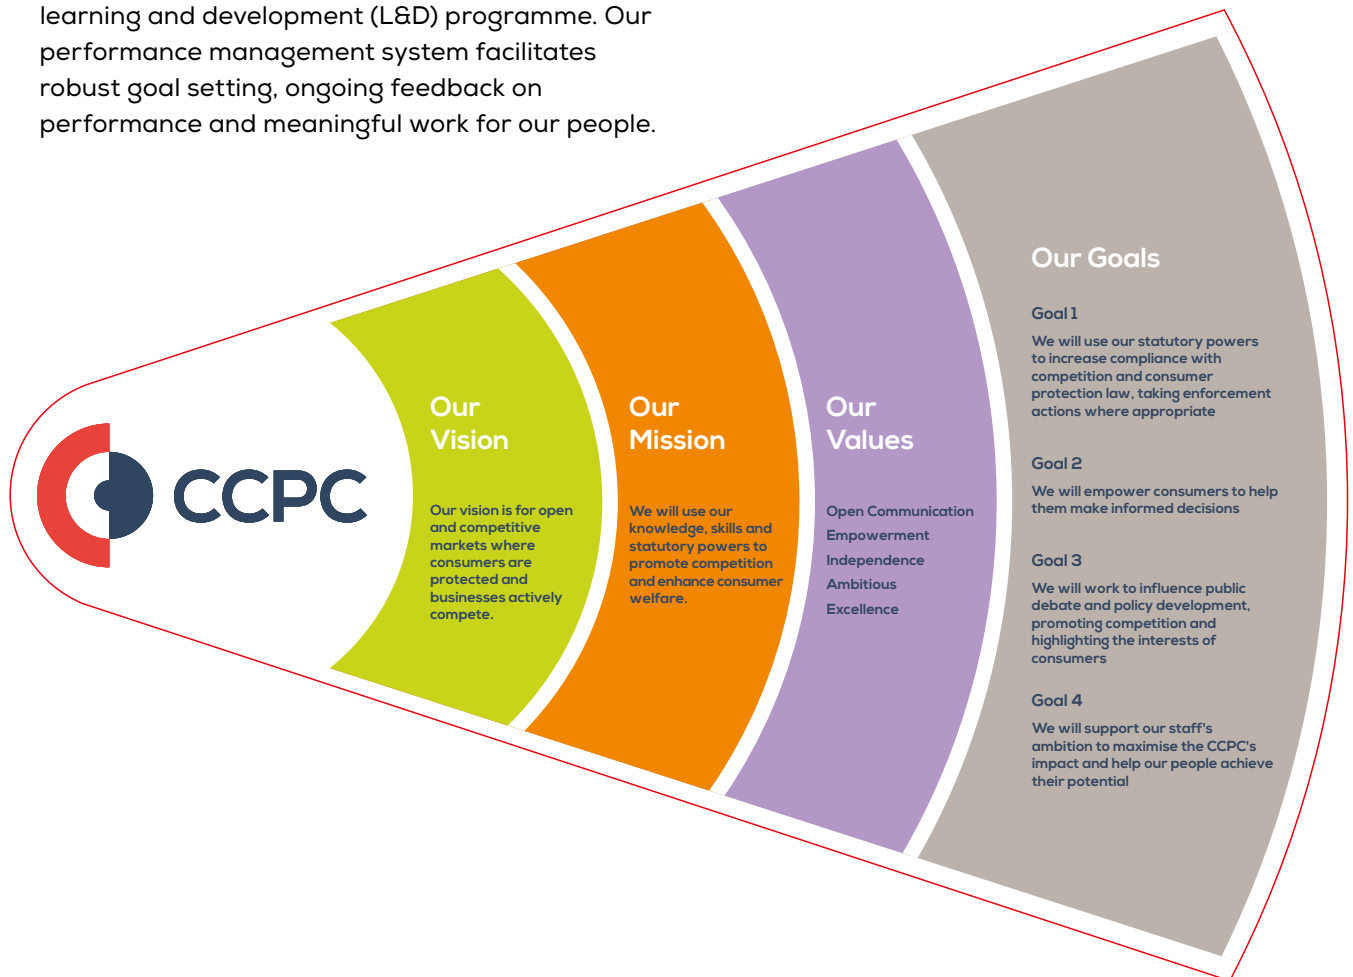 learning and development (L&D) programme. Our
performance management system facilitates
robust goal setting, ongoing feedback on
performance and meaningful work for our people.
CCPC
Our
Vision
Our vision is for open
and competitive
markets where
consumers are
protected and
businesses actively
compete.
Our
Mission
We will use our
knowledge, skills and
statutory powers to
promote competition
and enhance consumer
welfare.
Our
Values
Open Communication
Empowerment
Independence
Ambitious
Excellence
Our Goals
Goal 1
We will use our statutory powers
to increase compliance with
competition and consumer
protection law, taking enforcement
actions where appropriate
Goal 2
We will empower consumers to help
them make informed decisions
Goal 3
We will work to influence public
debate and policy development,
promoting competition and
highlighting the interests of
consumers
Goal 4
We will support our staff's
ambition to maximise the CCPC's
impact and help our people achieve
their potential